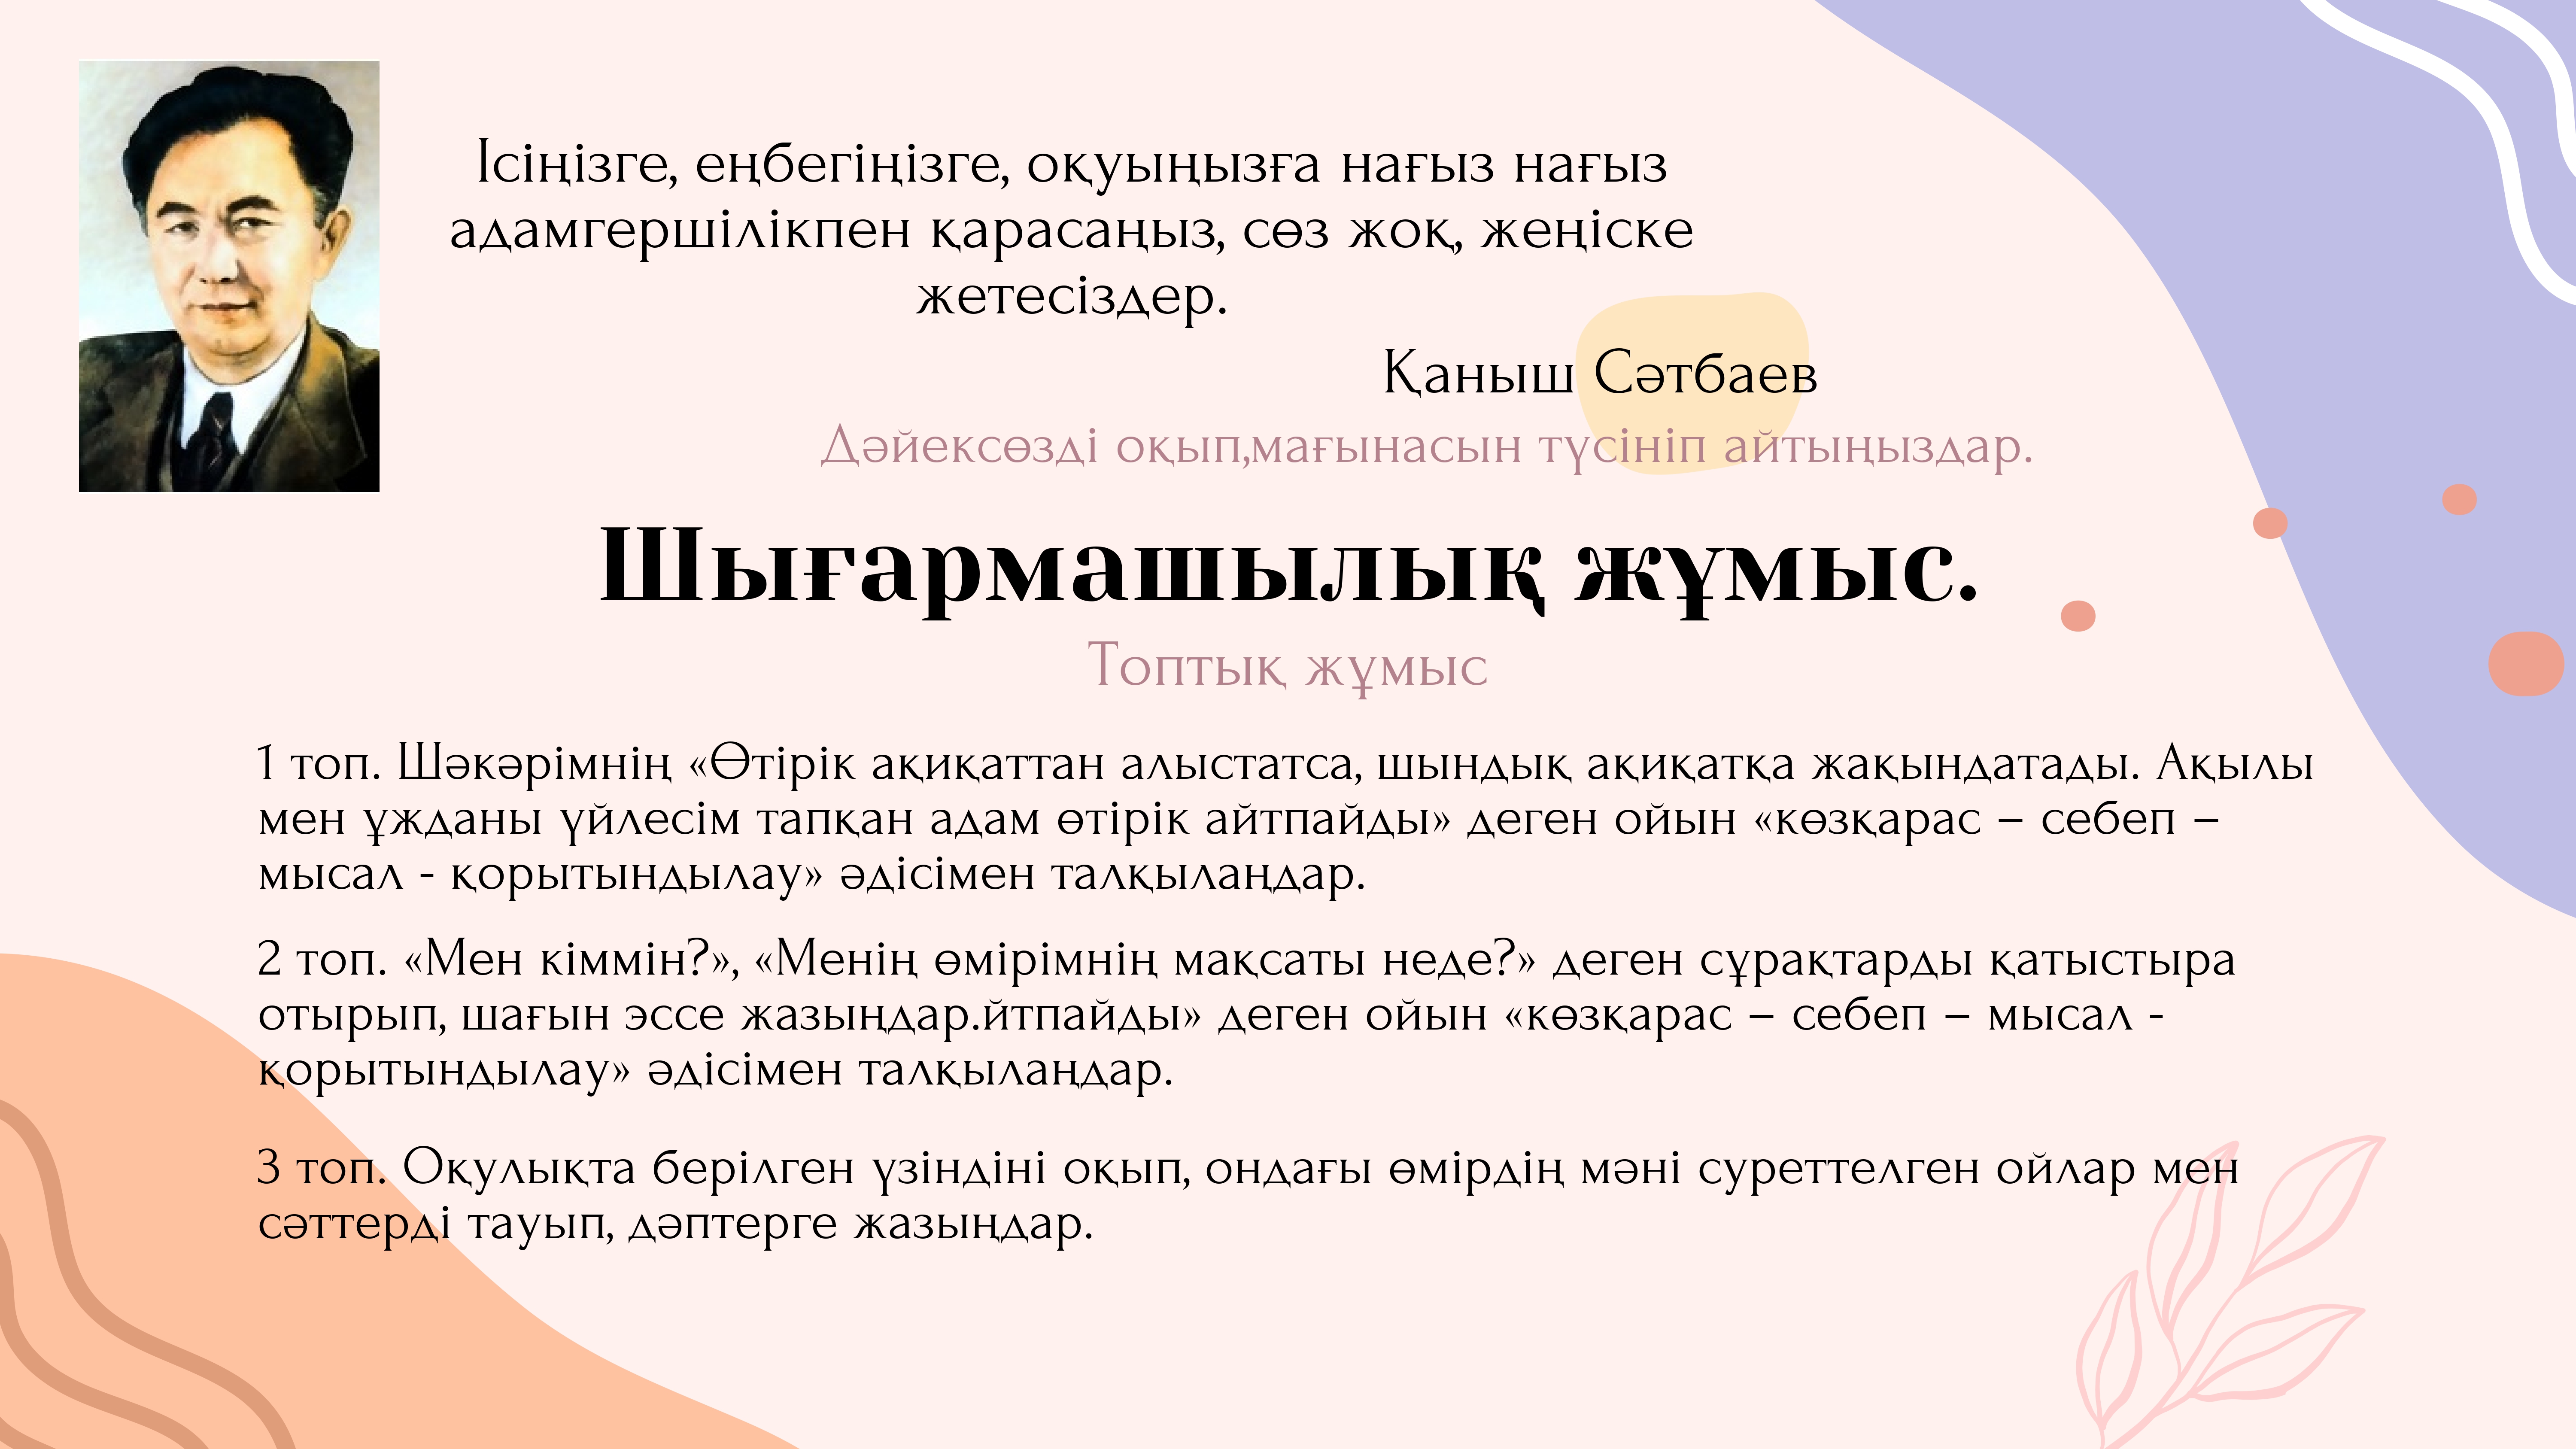 Ісіңізге, еңбегіңізге, оқуыңызға нағыз нағыз
адамгершілікпен қарасаңыз, сөз жоқ, жеңіске
жетесіздер.
Қаныш Сәтбаев
Дәйексөзді оқып,мағынасын түсініп айтыңыздар.
Шығармашылық жұмыс.
Топтық жұмыс
1 топ. Шәкәрімнің «Өтірік ақиқаттан алыстатса, шындық ақиқатқа жақындатады. Ақылы
мен ұжданы үйлесім тапқан адам өтірік айтпайды» деген ойын «көзқарас – себеп –
мысал - қорытындылау» әдісімен талқылаңдар.
2 топ. «Мен кіммін?», «Менің өмірімнің мақсаты неде?» деген сұрақтарды қатыстыра
отырып, шағын эссе жазыңдар.йтпайды» деген ойын «көзқарас – себеп – мысал -
қорытындылау» әдісімен талқылаңдар.
3 топ. Оқулықта берілген үзіндіні оқып, ондағы өмірдің мәні суреттелген ойлар мен
сәттерді тауып, дәптерге жазыңдар.